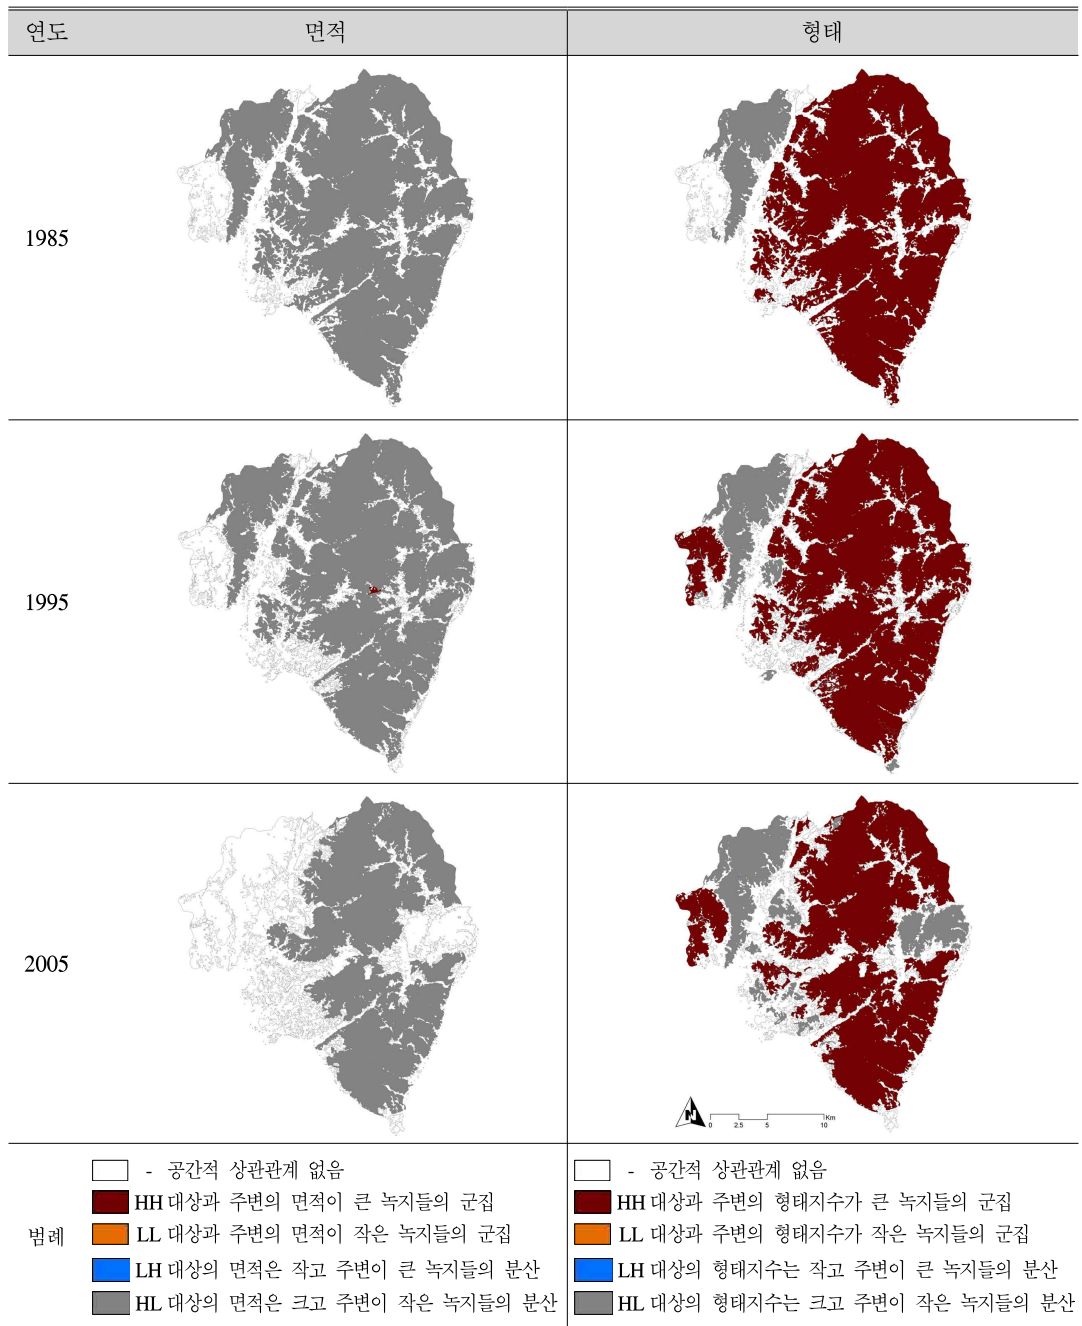 연도 면적 형태
1985
1995
2005
N
0 2.5 5 10 Km
범례
- 공간적 상관관계 없음
HH 대상과 주변의 면적이 큰 녹지들의 군집
LL 대상과 주변의 면적이 작은 녹지들의 군집
LH 대상의 면적은 작고 주변이 큰 녹지들의 분산
HL 대상의 면적은 크고 주변이 작은 녹지들의 분산
- 공간적 상관관계 없음
HH 대상과 주변의 형태지수가 큰 녹지들의 군집
LL 대상과 주변의 형태지수가 작은 녹지들의 군집
LH 대상의 형태지수는 작고 주변이 큰 녹지들의 분산
HL 대상의 형태지수는 크고 주변이 작은 녹지들의 분산